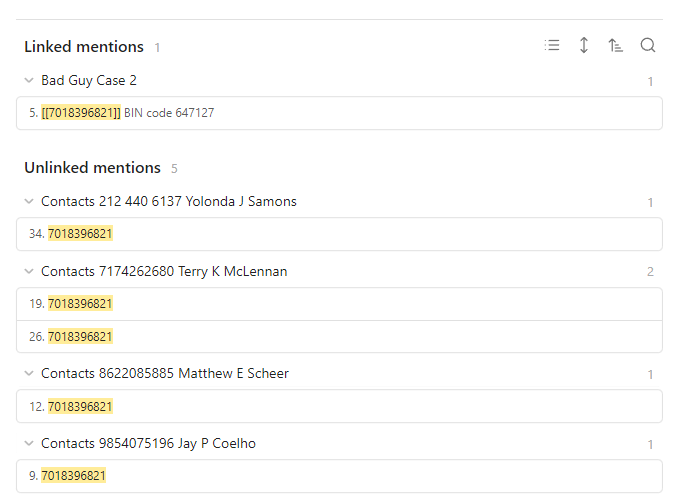 Linked mentions 1
Bad Guy Case 2 1
5. [[7018396821]] BIN code 647127
Unlinked mentions 5
Contacts 212 440 6137 Yolonda J Samons 1
34. 7018396821
Contacts 7174262680 Terry K McLennan 2
19. 7018396821
26. 7018396821
Contacts 8622085885 Matthew E Scheer 1
12. 7018396821
Contacts 9854075196 Jay P Coelho 1
9. 7018396821